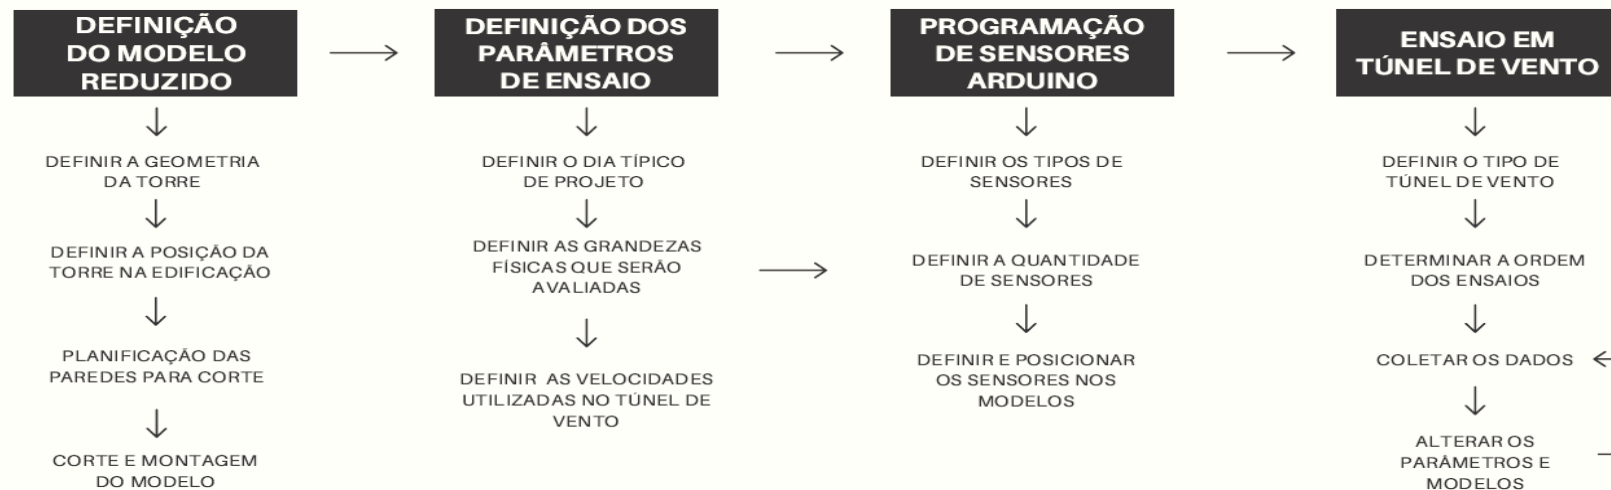 DEFINIÇÃO
DO MODELO
REDUZIDO
DEFINIR A GEOMETRIA
DA TORRE
DEFINIR A POSIÇÃO DA
TORRE NA EDIFICAÇÃO
PLANIFICAÇÃO DAS
PAREDES PARA CORTE
CORTE E MONTAGEM
DO MODELO
DEFINIÇÃO DOS
PARÂMETROS
DE ENSAIO
DEFINIR O DIA TÍPICO
DE PROJETO
DEFINIR AS GRANDEZAS
FÍSICAS QUE SERÃO
AVALIADAS
DEFINIR AS VELOCIDADES
UTILIZADAS NO TÚNEL DE
VENTO
PROGRAMAÇÃO
DE SENSORES
ARDUINO
DEFINIR OS TIPOS DE
SENSORES
DEFINIR A QUANTIDADE
DE SENSORES
DEFINIR E POSICIONAR
OS SENSORES NOS
MODELOS
ENSAIO EM
TÚNEL DE VENTO
DEFINIR O TIPO DE
TÚNEL DE VENTO
DETERMINAR A ORDEM
DOS ENSAIOS
COLETAR OS DADOS
ALTERAR OS
PARÂMETROS E
MODELOS